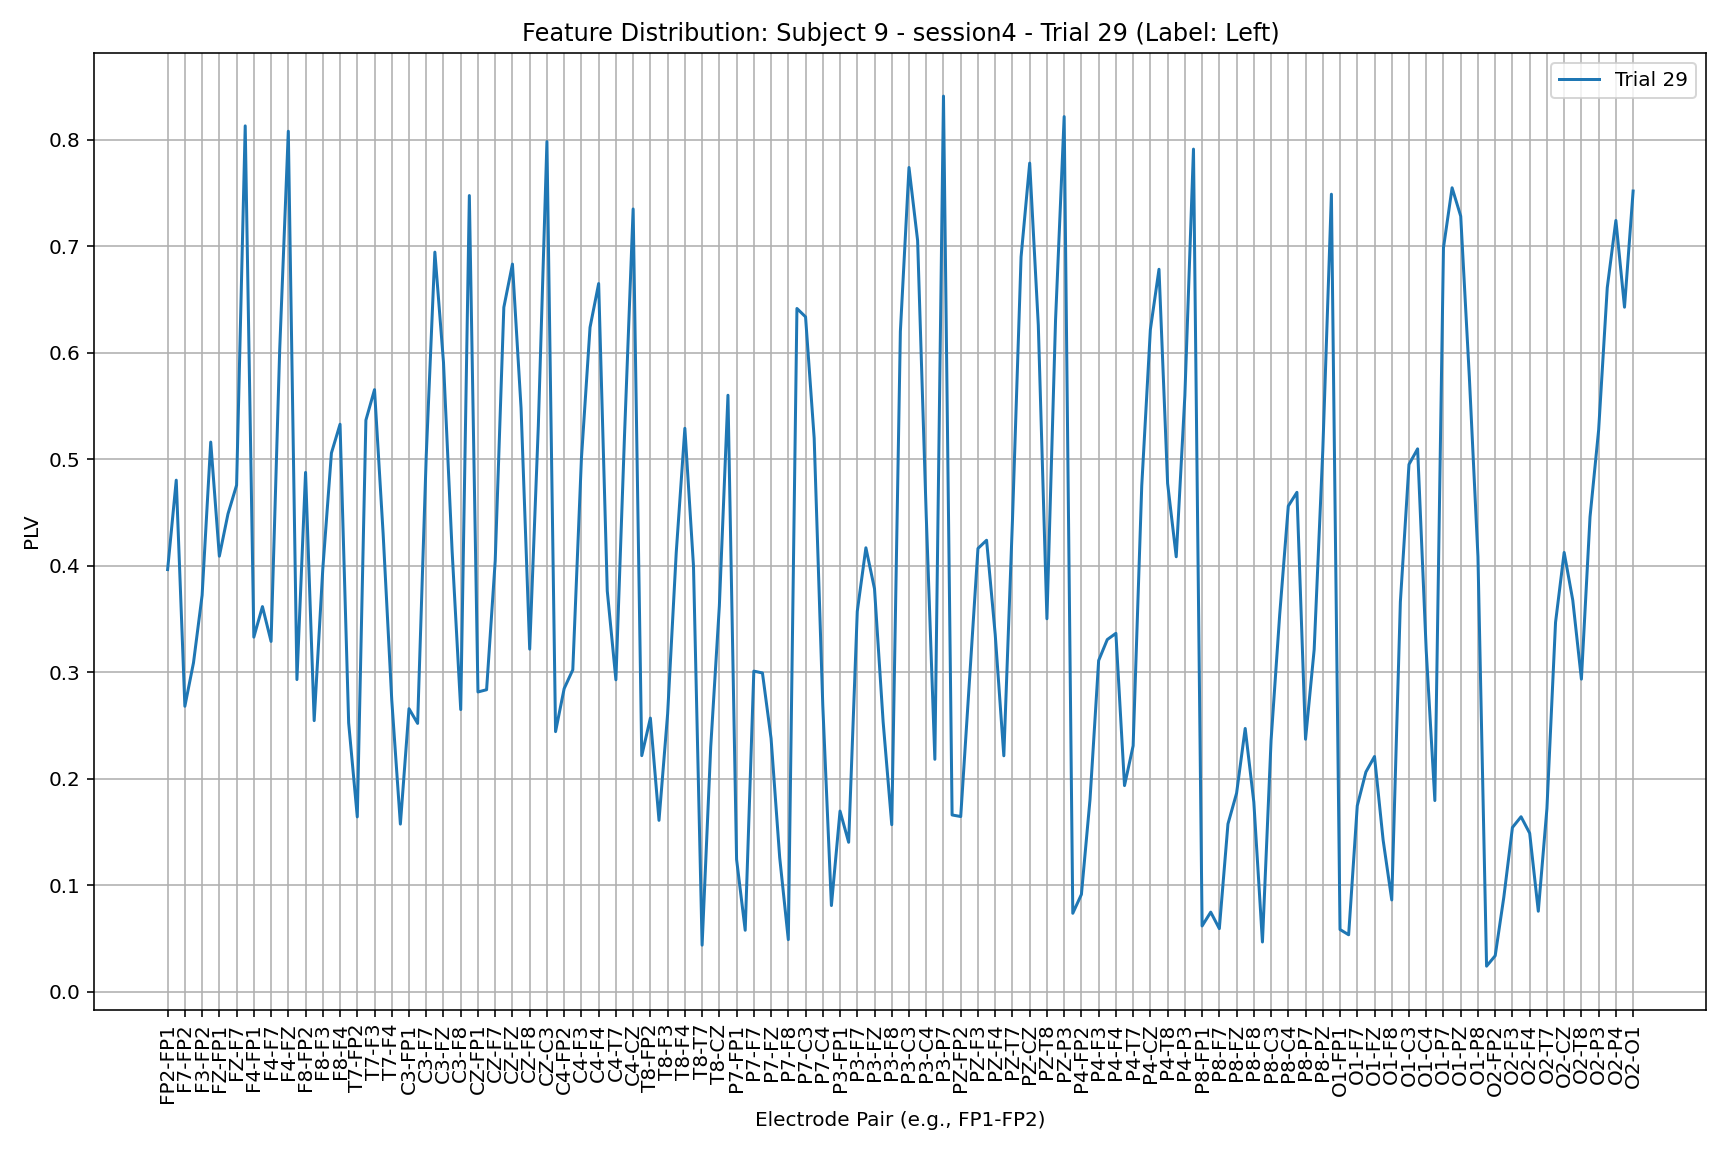 Feature Distribution: Subject 9 - session4 - Trial 29 (Label: Left)
Trial 29
PLV
0.8
0.7
0.6
0.5
0.4
0.3
0.2
0.1
0.0
FP2-FP1
F7-FP2
F3-FP2
FZ-FP1
FZ-F7
F4-FP1
F4-F7
F4-FZ
F8-FP2
F8-F3
F8-F4
T7-FP2
T7-F3
T7-F4
C3-FP1
C3-F7
C3-FZ
C3-F8
CZ-FP1
CZ-F7
CZ-FZ
CZ-F8
CZ-C3
C4-FP2
C4-F3
C4-F4
C4-T7
C4-CZ
T8-FP2
T8-F3
T8-F4
T8-T7
T8-CZ
P7-FP1
P7-F7
P7-FZ
P7-F8
P7-C3
P7-C4
P3-FP1
P3-F7
P3-FZ
P3-F8
P3-C3
P3-C4
P3-P7
PZ-FP2
PZ-F3
PZ-F4
PZ-T7
PZ-CZ
PZ-T8
PZ-P3
P4-FP2
P4-F3
P4-F4
P4-T7
P4-CZ
P4-T8
P4-P3
P8-FP1
P8-F7
P8-FZ
P8-F8
P8-C3
P8-C4
P8-P7
P8-PZ
O1-FP1
O1-F7
O1-FZ
O1-F8
O1-C3
O1-C4
O1-P7
O1-PZ
O1-P8
O2-FP2
O2-F3
O2-F4
O2-T7
O2-CZ
O2-T8
O2-P3
O2-P4
O2-O1
Electrode Pair (e.g., FP1-FP2)